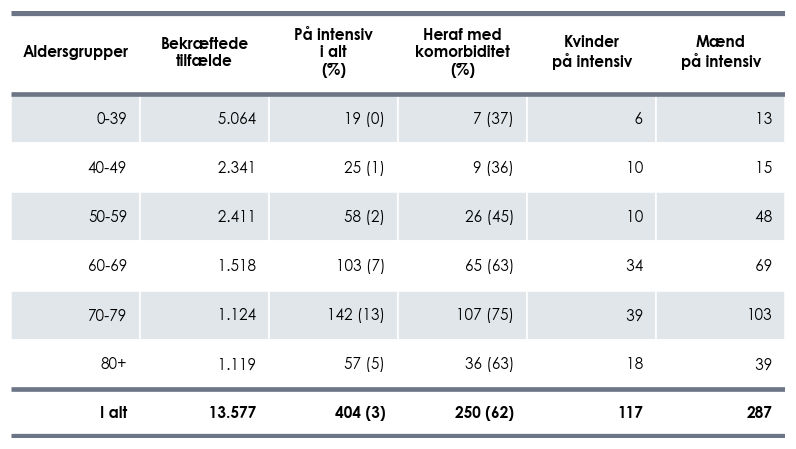 Aldersgrupper Bekræftede tilfælde På intensiv i alt (%) Heraf med komorbiditet (%) Kvinder på intensiv Mænd på intensiv
0-39 5.064 19 (0) 7 (37) 6 13
40-49 2.341 25 (1) 9 (36) 10 15
50-59 2.411 58 (2) 26 (45) 10 48
60-69 1.518 103 (7) 65 (63) 34 69
70-79 1.124 142 (13) 107 (75) 39 103
80+ 1.119 57 (5) 36 (63) 18 39
I alt 13.577 404 (3) 250 (62) 117 287